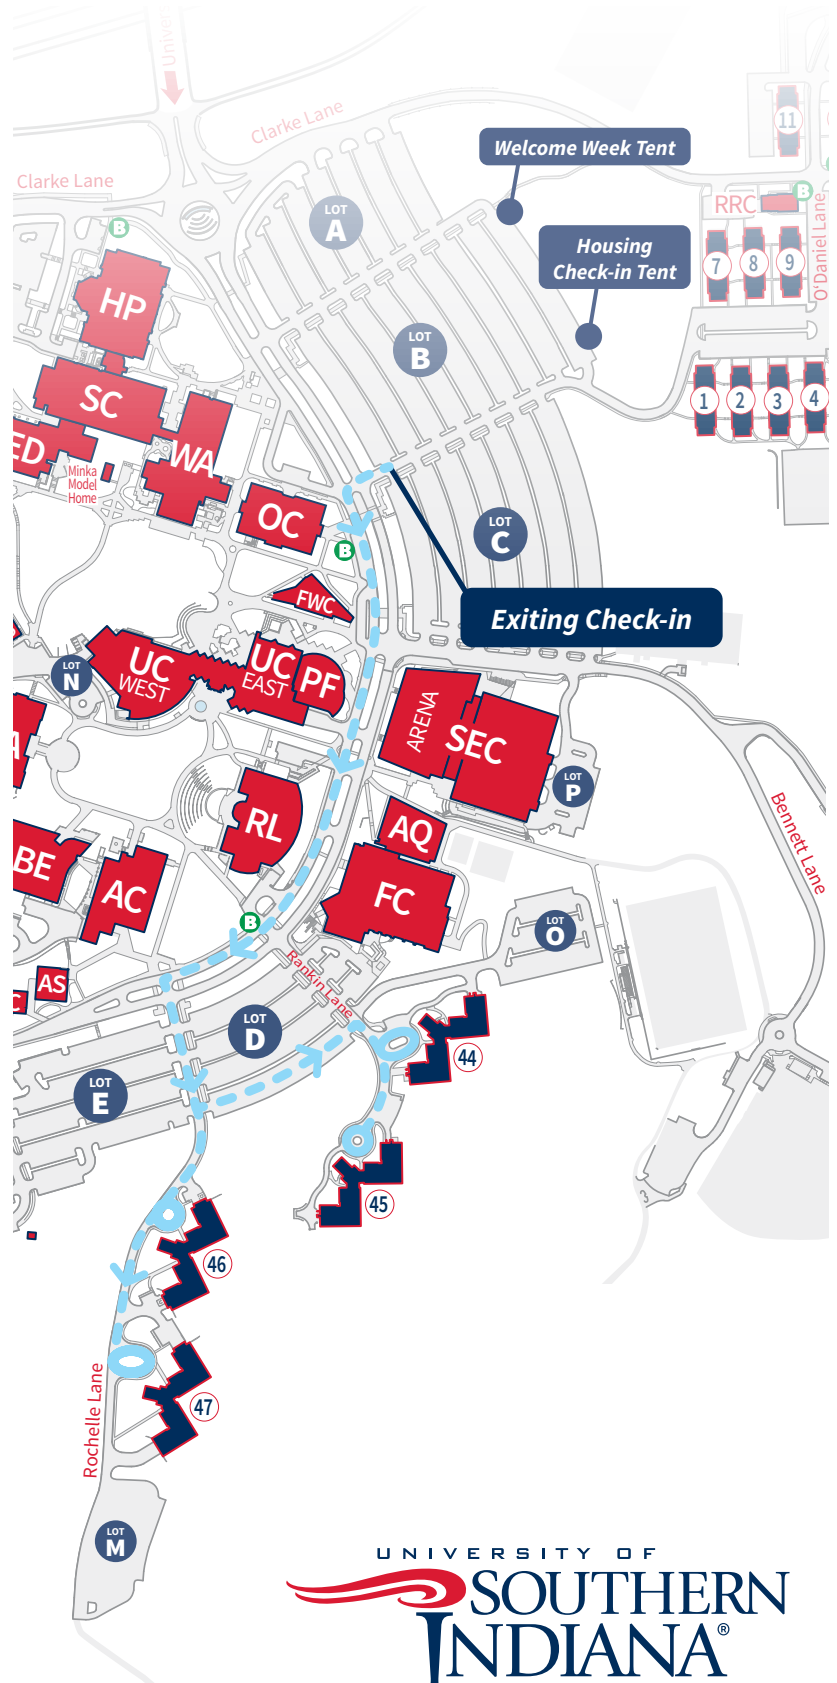 Univer
Clarke Lane
11
Welcome Week Tent
Clarke Lane
B
RRC
LOT
A
B
HP
Housing
Check-in Tent
7
8
9
O'Daniel Lane
LOT
B
SC
1
2
3
4
ED
WA
Minka
Model
Home
OC
LOT
C
B
FWC
Exiting Check-in
UC
WEST
UC
EAST
PF
LOT
N
ARENA
SEC
LOT
P
RL
AQ
Bennett Lane
BE
AC
FC
B
LOT
O
Rankin Lane
AS
C
LOT
D
44
LOT
E
45
46
47
Rochelle Lane
LOT
M
UNIVERSITY OF
SOUTHERN
INDIANA®